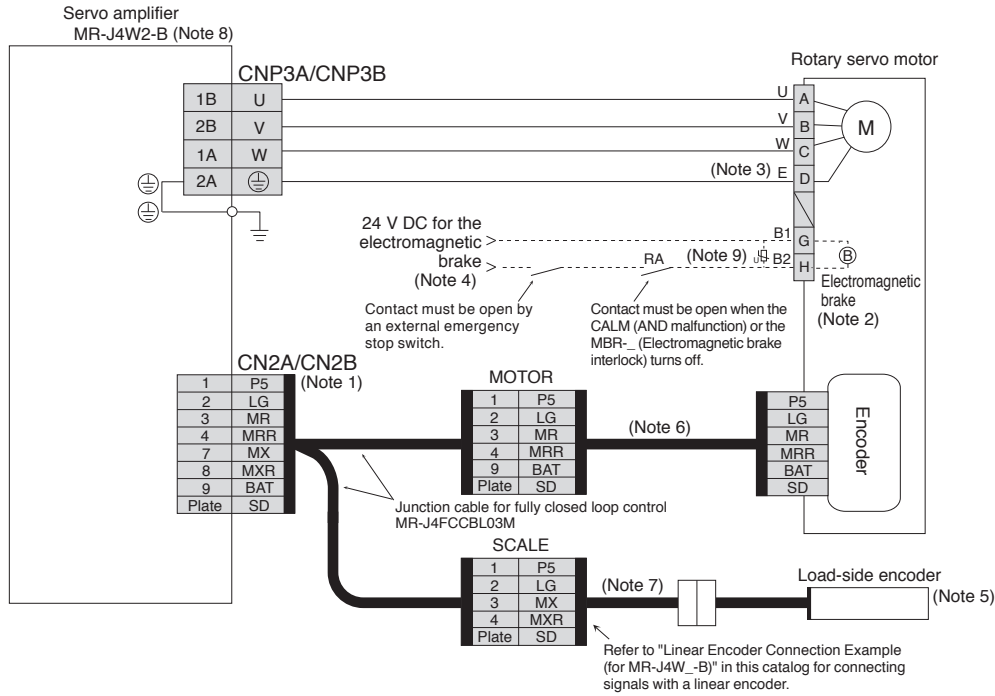 Servo amplifier
MR-J4W2-B (Note 8)
CNP3A/CNP3B
1B U
2B V
1A W
2A
Rotary servo motor
U A
V B
W C
(Note 3) E D
M
24 V DC for the
electromagnetic
brake
(Note 4)
B1 G
RA (Note 9) U B2 H
B
Electromagnetic
brake
(Note 2)
Contact must be open by
an external emergency
stop switch.
Contact must be open when the
CALM (AND malfunction) or the
MBR-_ (Electromagnetic brake
interlock) turns off.
CN2A/CN2B
(Note 1)
1 P5
2 LG
3 MR
4 MRR
7 MX
8 MXR
9 BAT
Plate SD
MOTOR
1 P5
2 LG
3 MR
4 MRR
9 BAT
Plate SD
(Note 6)
P5
LG
MR
MRR
BAT
SD
Encoder
Junction cable for fully closed loop control
MR-J4FCCBL03M
SCALE
1 P5
2 LG
3 MX
4 MXR
Plate SD
(Note 7)
Load-side encoder
(Note 5)
Refer to "Linear Encoder Connection Example
(for MR-J4W_-B)" in this catalog for connecting
signals with a linear encoder.